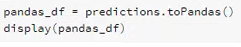 pandas_df = predictions.toPandas()
display(pandas_df)